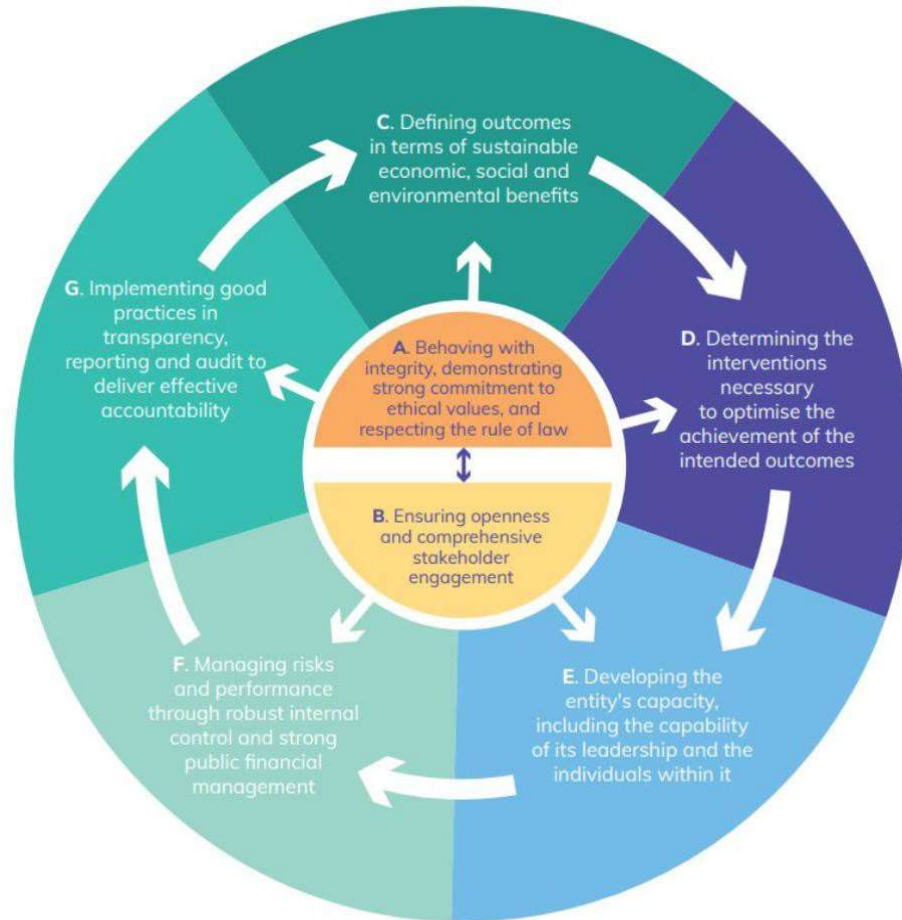 C. Defining outcomes
in terms of sustainable
economic, social and
environmental benefits
G. Implementing good
practices in
transparency,
reporting and audit to
deliver effective
accountability
A. Behaving with
integrity, demonstrating
strong commitment to
ethical values, and
respecting the rule of law
D. Determining the
interventions
necessary
to optimise the
achievement of the
intended outcomes
B. Ensuring openness
and comprehensive
stakeholder
engagement
F. Managing risks
and performance
through robust internal
control and strong
public financial
management
E. Developing the
entity's capacity,
including the capability
of its leadership and the
individuals within it